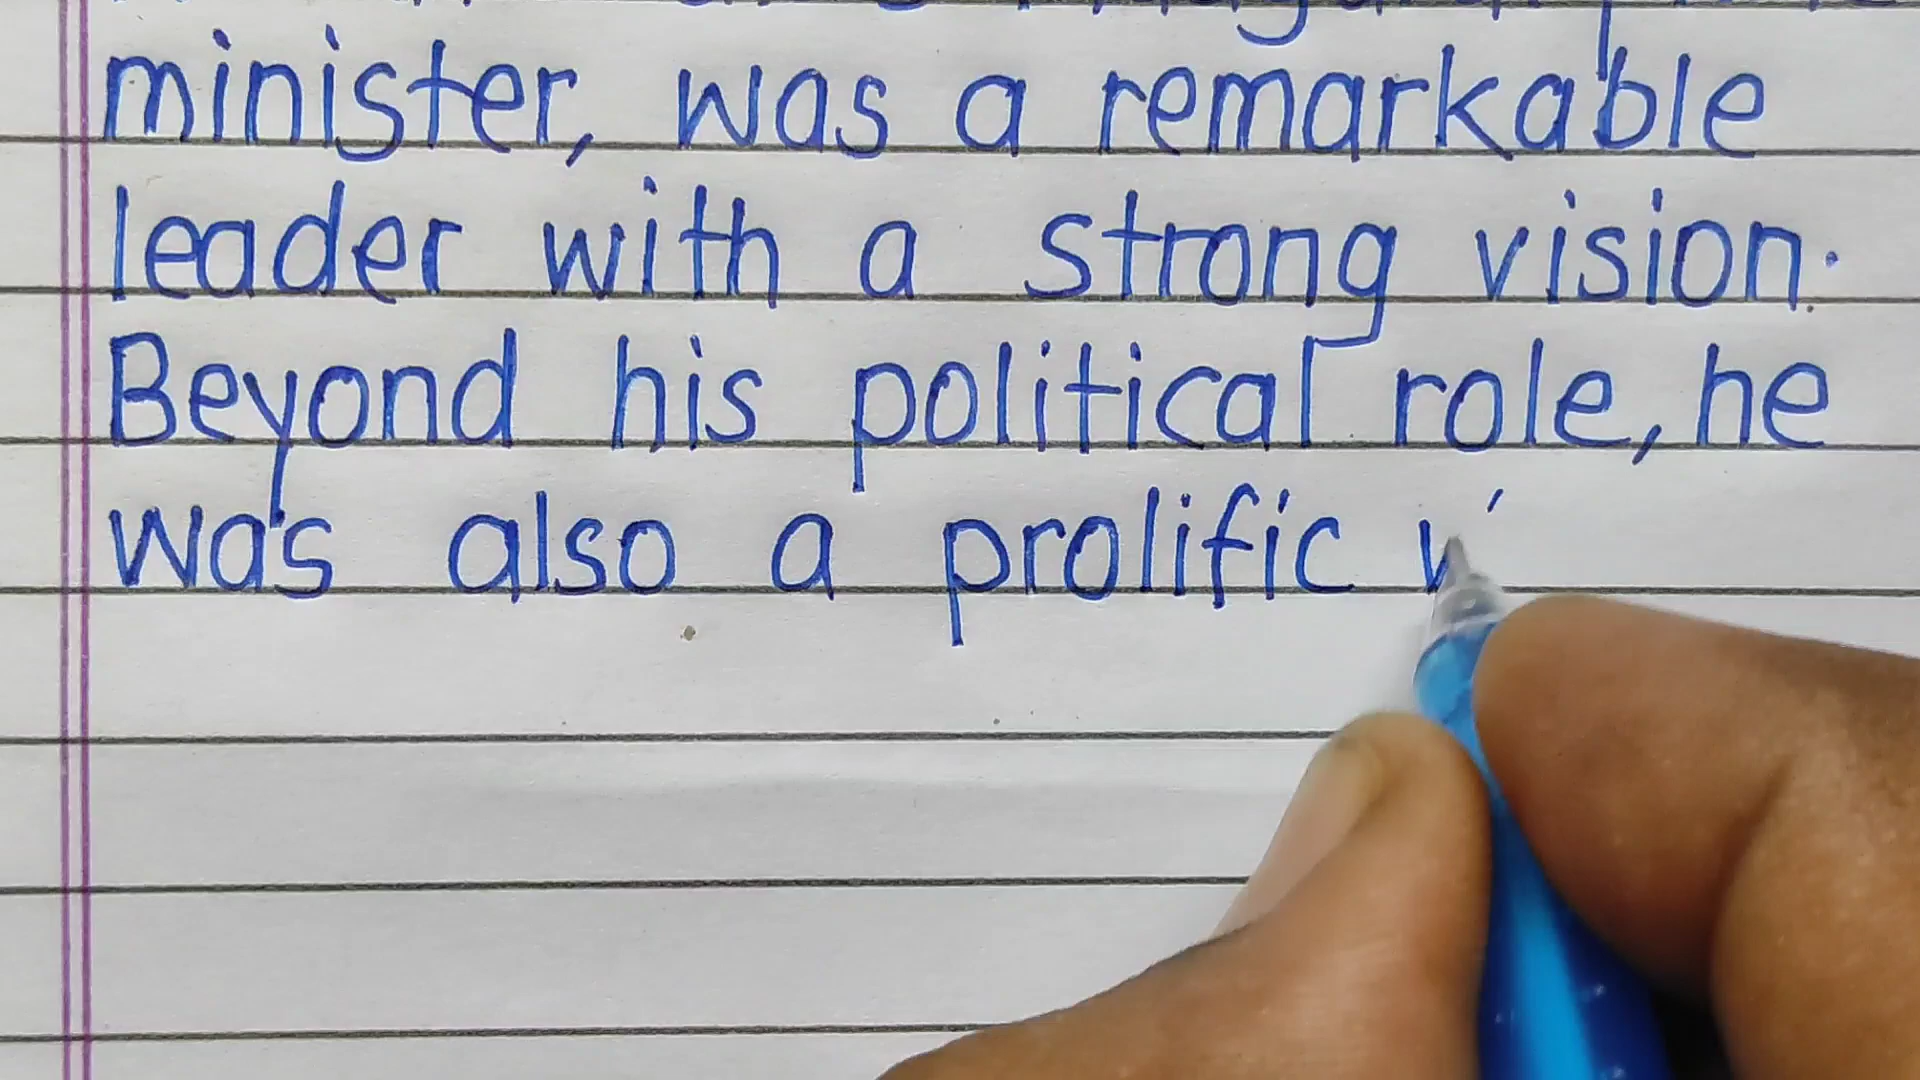 minister, was a remarkable
leader with a strong vision.
Beyond his political role, he
was also a prolific